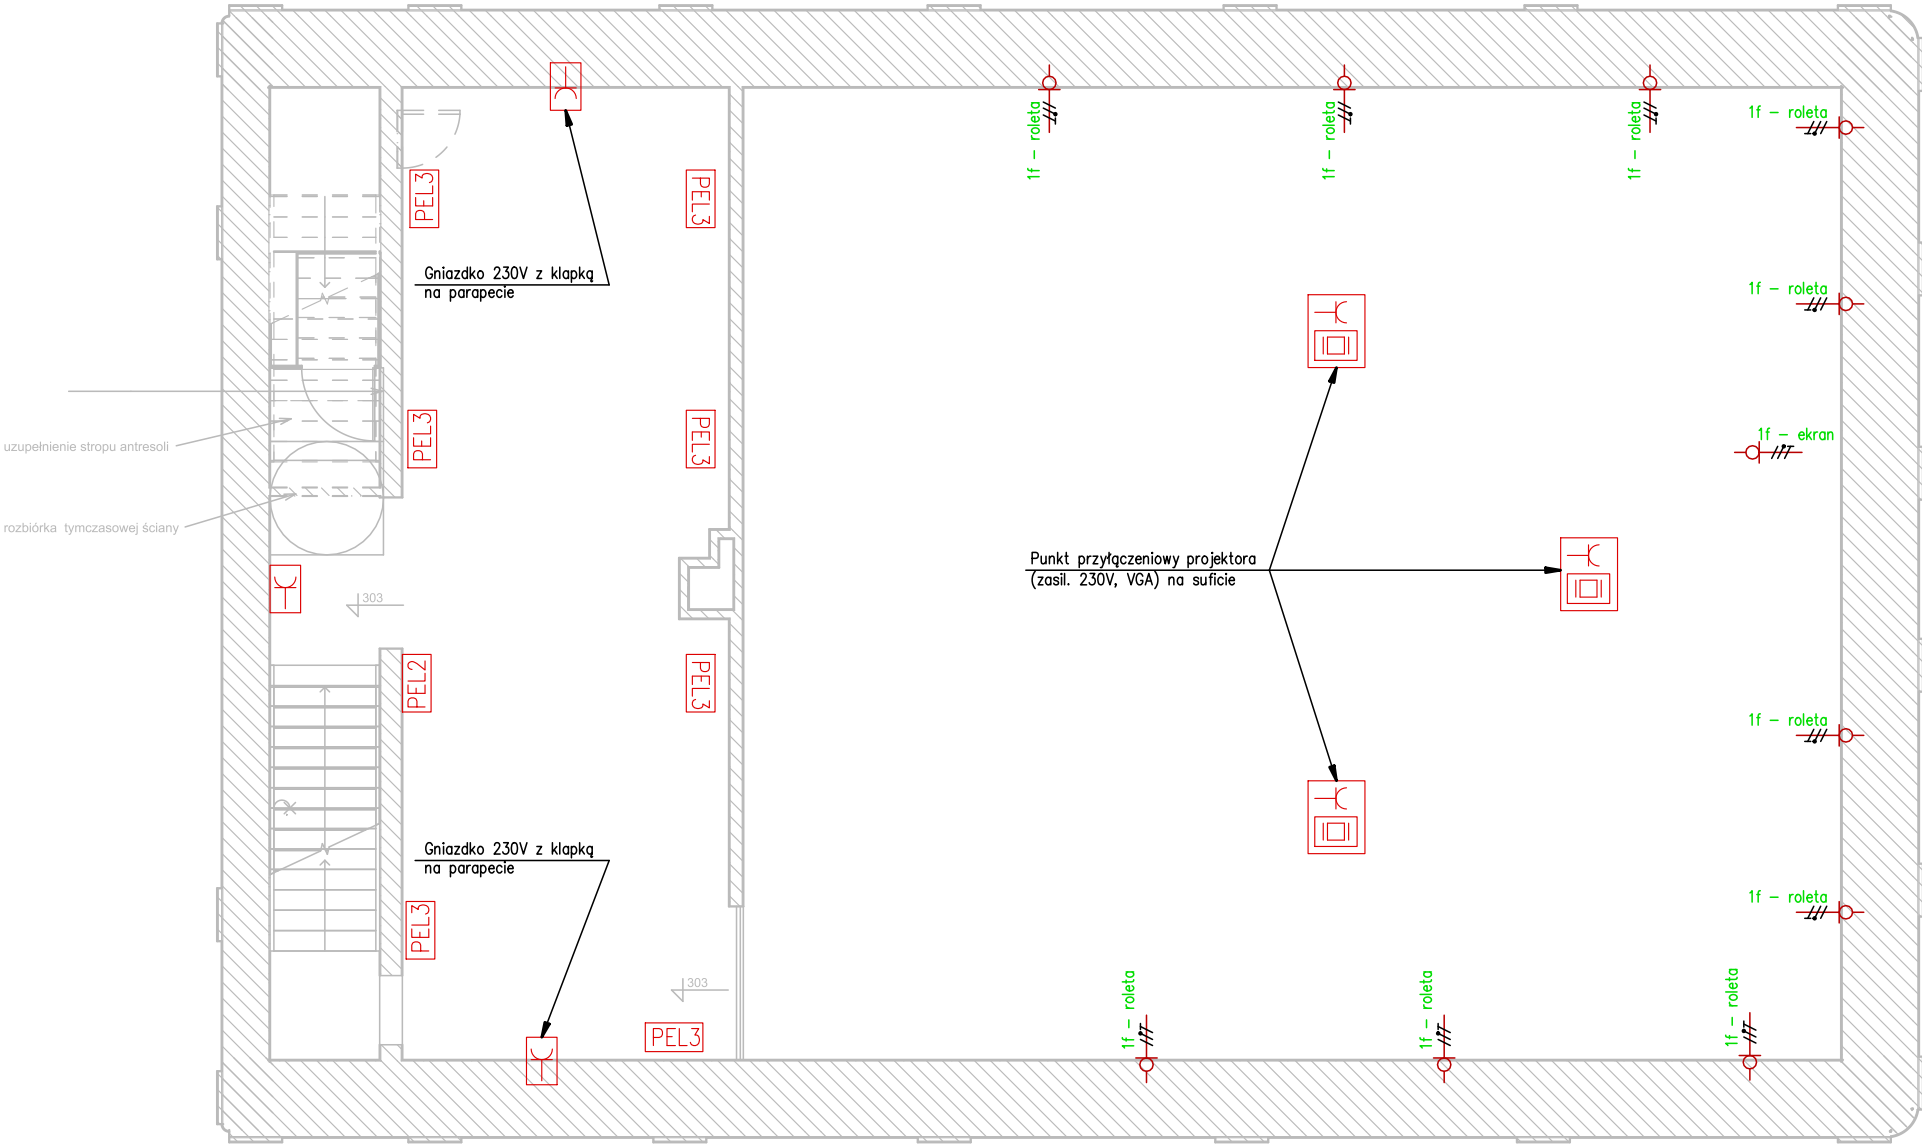 1f - roleta
1f - roleta
1f - roleta
1f - roleta
PEL3
PEL3
Gniazdko 230V z klapką
na parapecie
1f - roleta
PEL3
PEL3
1f - ekran
uzupełnienie stropu antresoli
rozbiórka tymczasowej ściany
Punkt przyłączeniowy projektora
(zasil. 230V, VGA) na suficie
303
PEL2
PEL3
1f - roleta
Gniazdko 230V z klapką
na parapecie
1f - roleta
PEL3
303
1f - roleta
1f - roleta
1f - roleta
PEL3